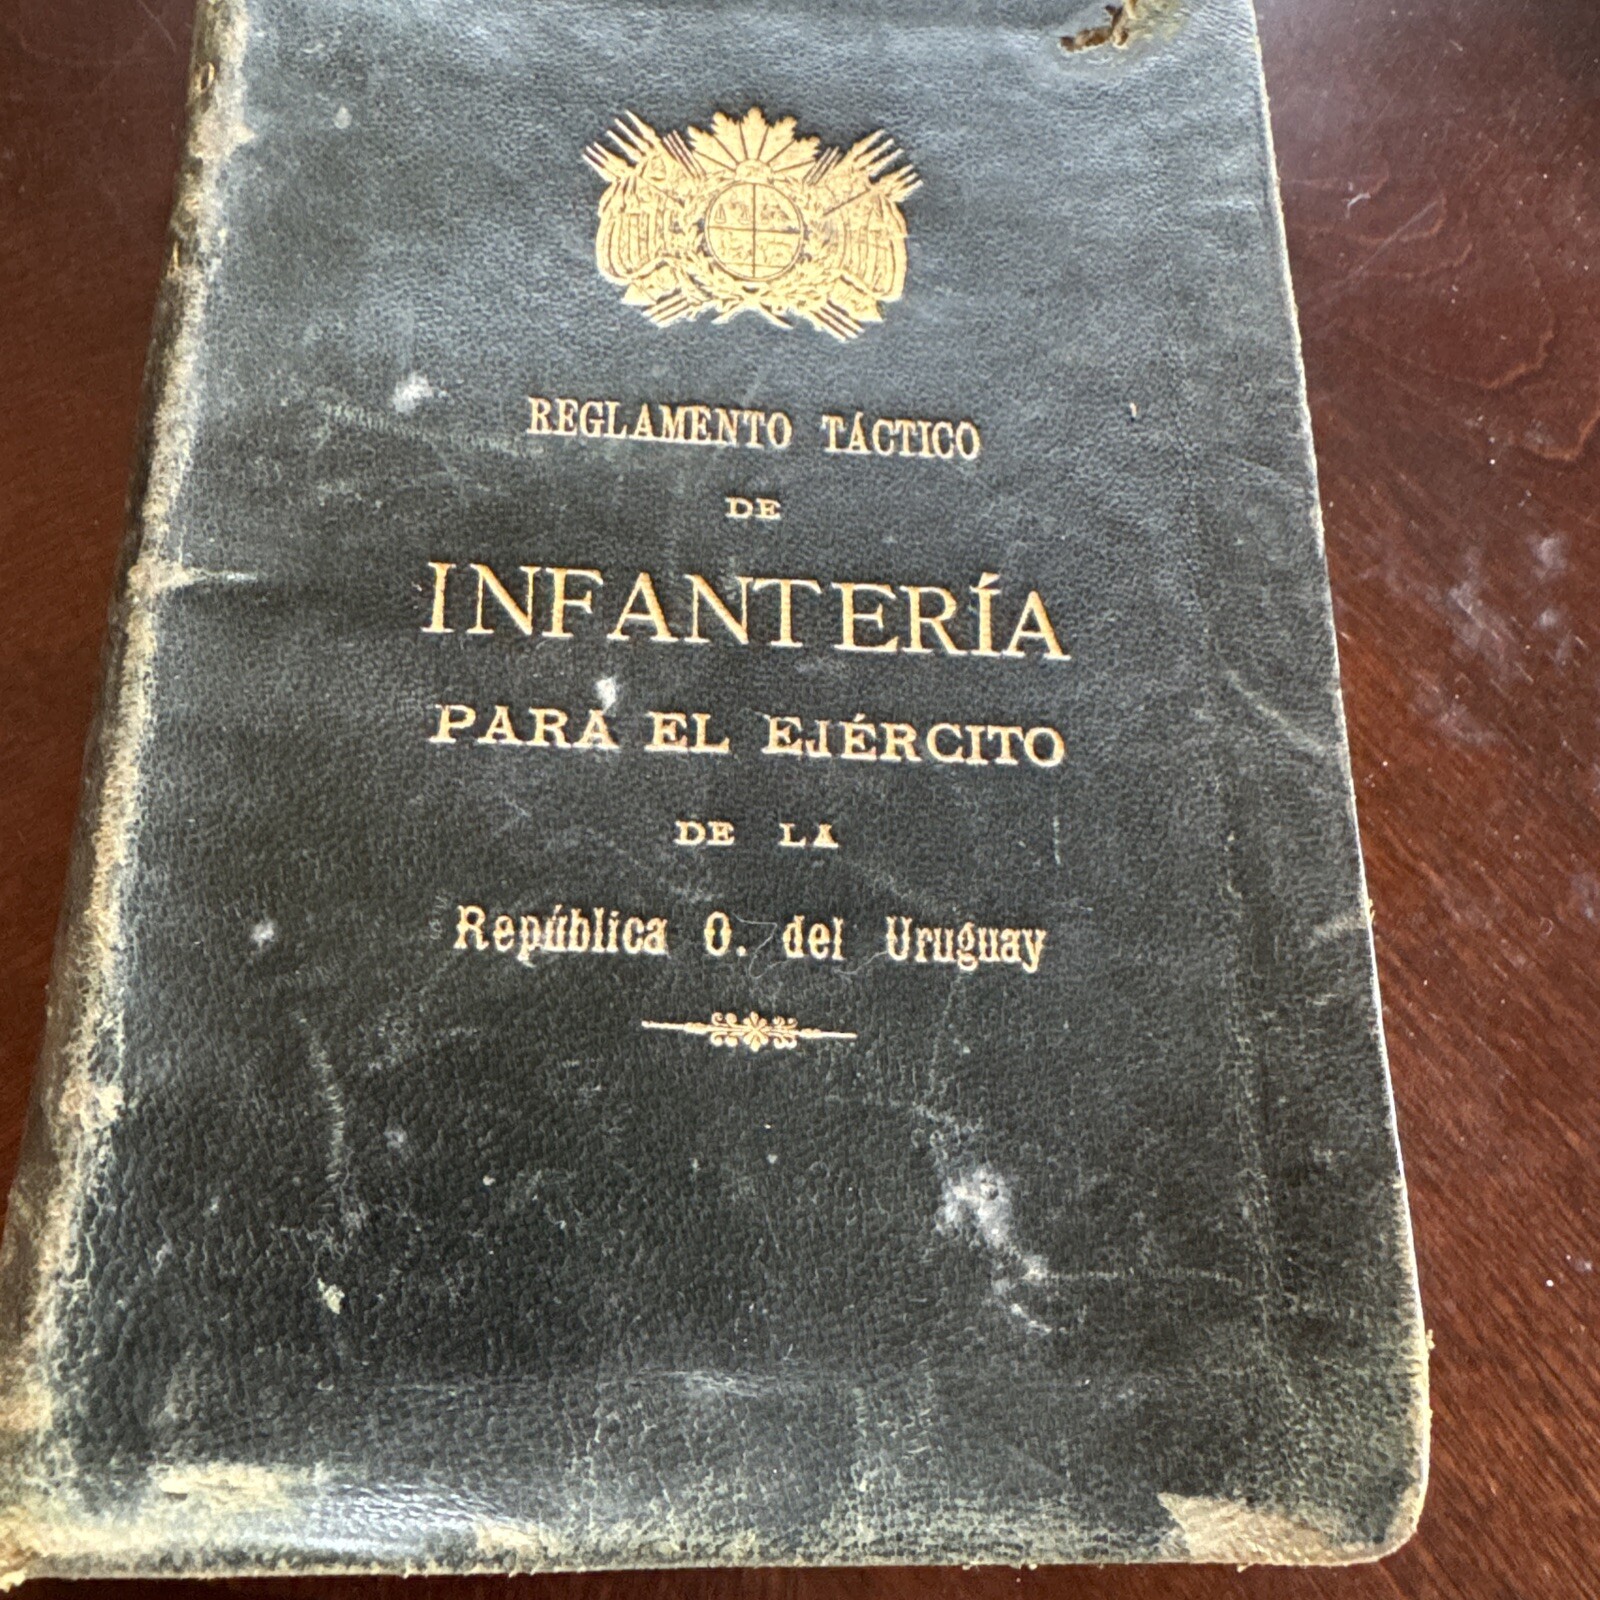 REGLAMENTO TÁCTICO
DE
INFANTERÍA
PARA EL EJÉRCITO
DE LA
República O. del Uruguay